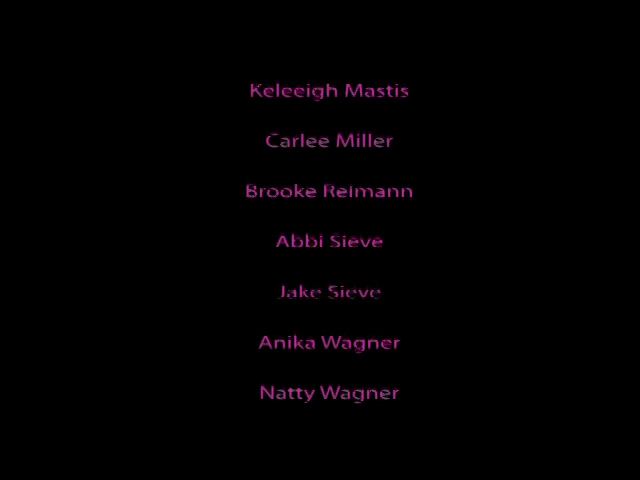 Keleeigh Mastis
Carlee Miller
Brooke Reimann
Abbi Sieve
Jake Sieve
Anika Wagner
Natty Wagner